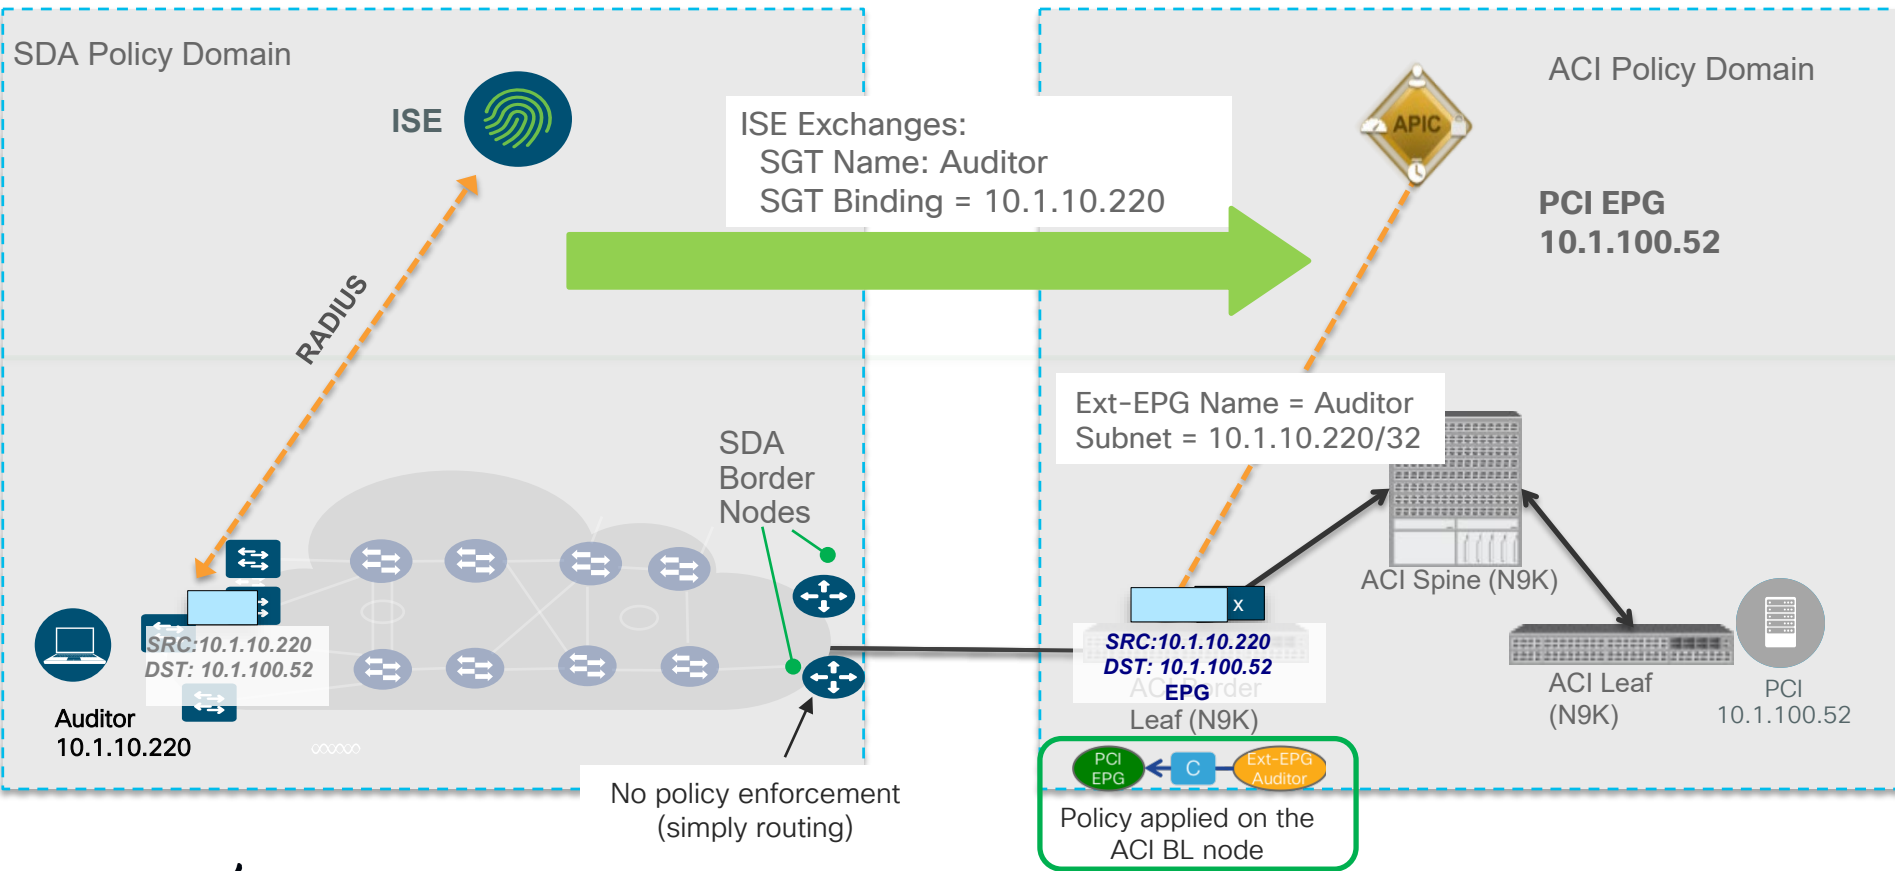 SDA Policy Domain
ISE
RADIUS
ISE Exchanges:
SGT Name: Auditor
SGT Binding = 10.1.10.220
ACI Policy Domain
APIC
PCI EPG
10.1.100.52
Ext-EPG Name = Auditor
Subnet = 10.1.10.220/32
SDA
Border
Nodes
SRC:10.1.10.220
DST: 10.1.100.52
Auditor
10.1.10.220
No policy enforcement
(simply routing)
x
SRC:10.1.10.220
DST: 10.1.100.52
EPG
ACI Border
Leaf (N9K)
ACI Spine (N9K)
ACI Leaf
(N9K)
PCI
10.1.100.52
PCI
EPG
C
Ext-EPG
Auditor
Policy applied on the
ACI BL node